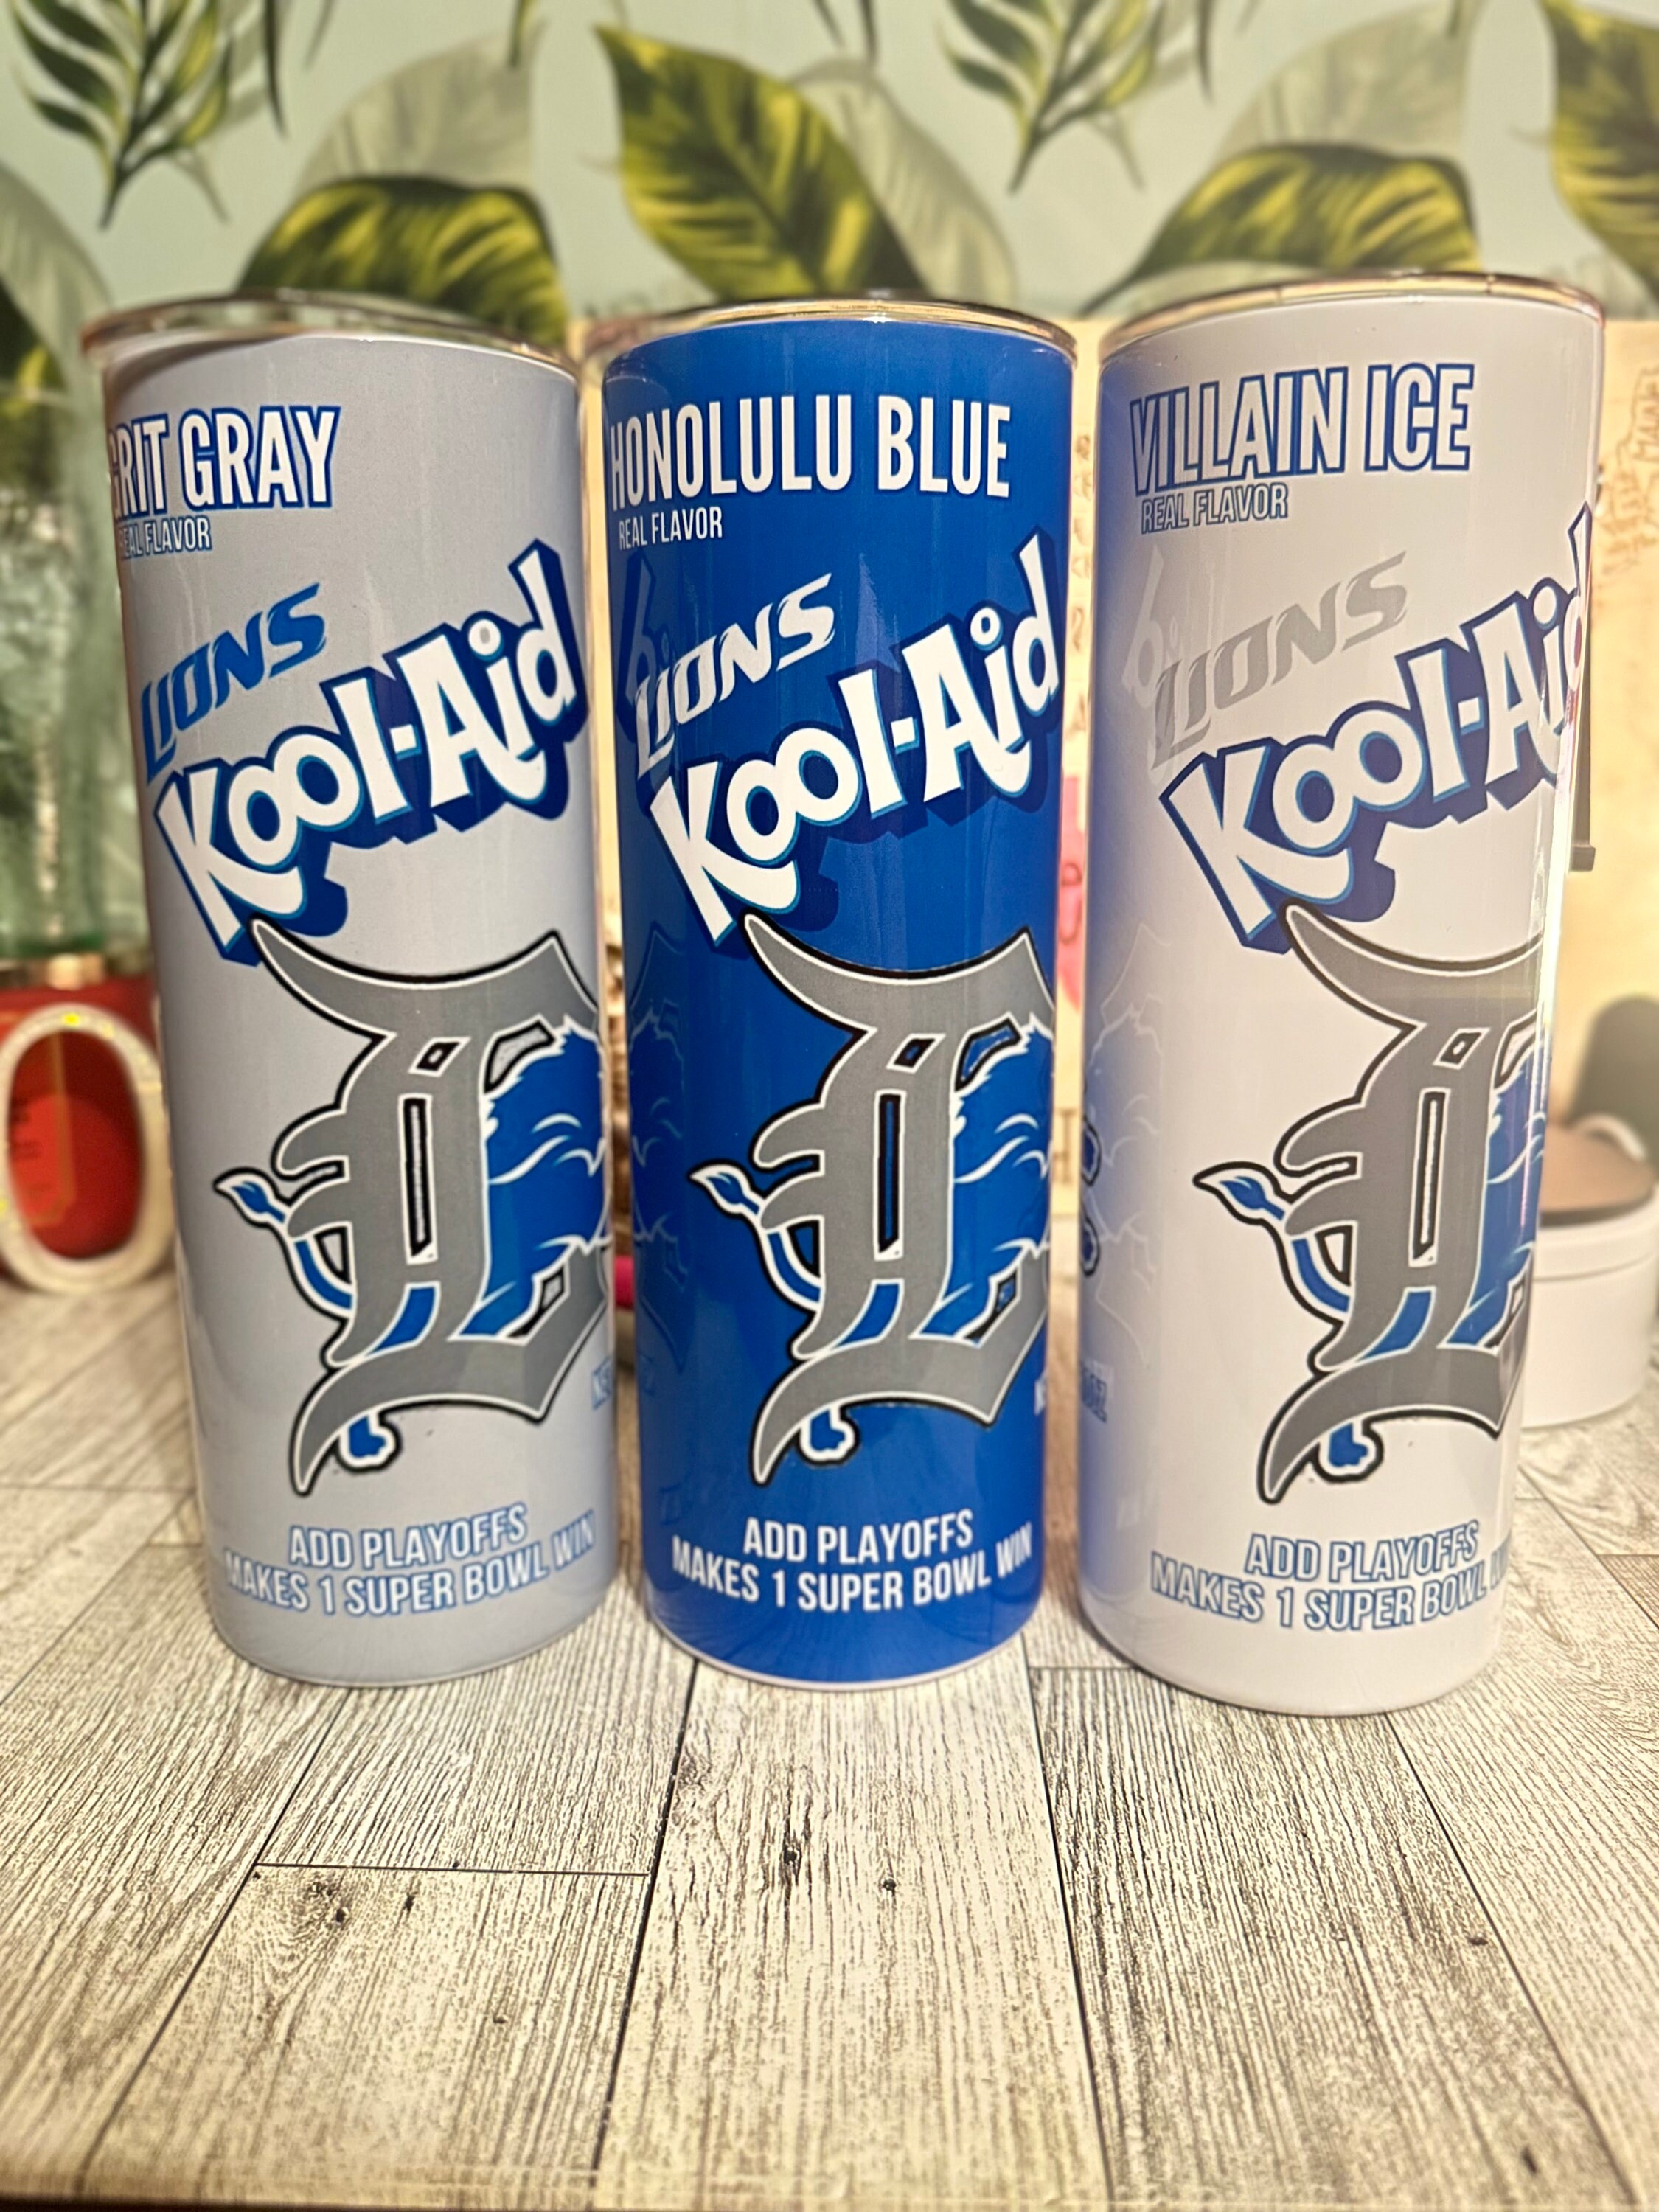 GRIT GRAY
REAL FLAVOR
LIONS
Kool-Aid
ADD PLAYOFFS
MAKES 1 SUPER BOWL WIN
HONOLULU BLUE
REAL FLAVOR
LIONS
Kool-Aid
D
ADD PLAYOFFS
MAKES 1 SUPER BOWL WIN
VILLAIN ICE
REAL FLAVOR
LIONS
Kool-Aid
ADD PLAYOFFS
MAKES 1 SUPER BOWL